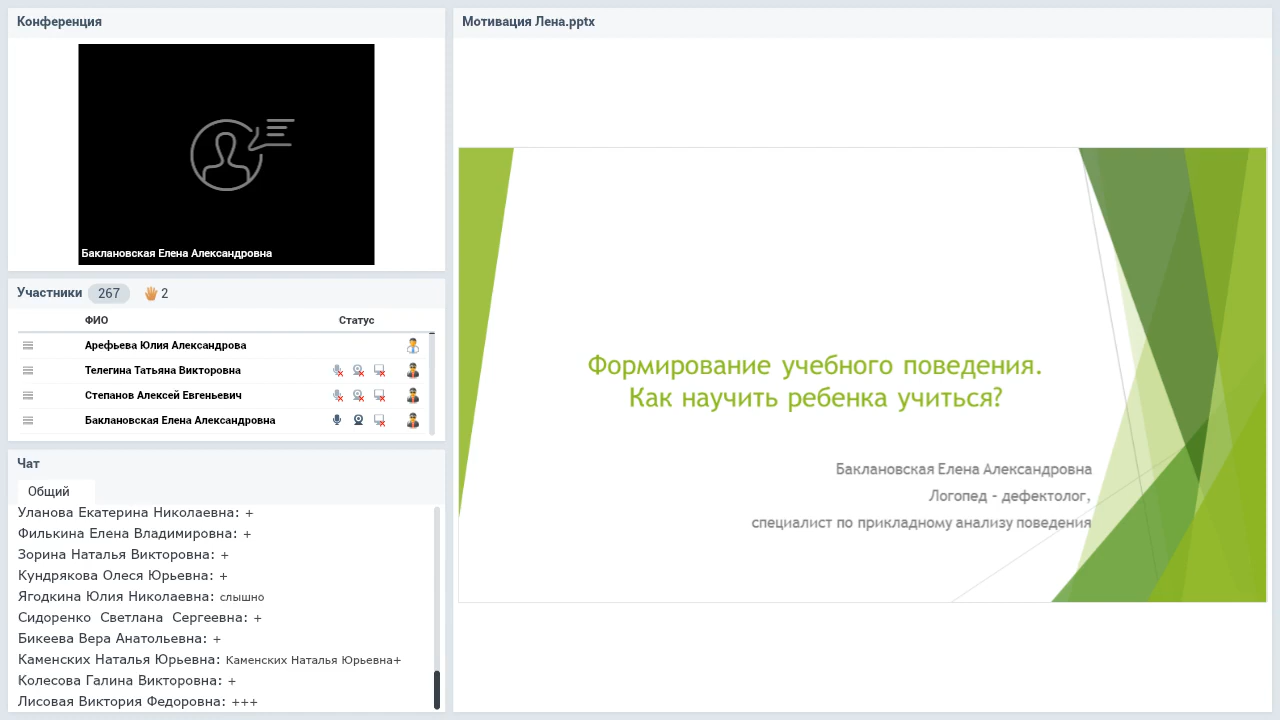 Конференция
Баклановская Елена Александровна
Участники 267 2
ФИО Статус
Арефьева Юлия Александрова
Телегина Татьяна Викторовна
Степанов Алексей Евгеньевич
Баклановская Елена Александровна
Чат
Общий
Уланова Екатерина Николаевна: +
Филькина Елена Владимировна: +
Зорина Наталья Викторовна: +
Кундрякова Олеся Юрьевна: +
Ягодкина Юлия Николаевна: слышно
Сидоренко Светлана Сергеевна: +
Бикеева Вера Анатольевна: +
Каменских Наталья Юрьевна: Каменских Наталья Юрьевна+
Колесова Галина Викторовна: +
Лисовая Виктория Федоровна: +++
Мотивация Лена.pptx
Формирование учебного поведения.
Как научить ребенка учиться?
Баклановская Елена Александровна
Логопед – дефектолог,
специалист по прикладному анализу поведения